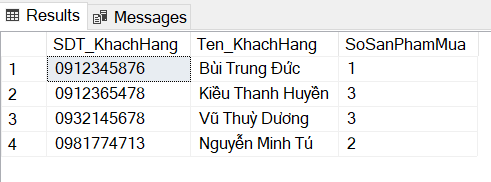 Results Messages
SDT_KhachHang Ten_KhachHang SoSanPhamMua
1 0912345876 Bùi Trung Đức 1
2 0912365478 Kiều Thanh Huyền 3
3 0932145678 Vũ Thuỳ Dương 3
4 0981774713 Nguyễn Minh Tú 2